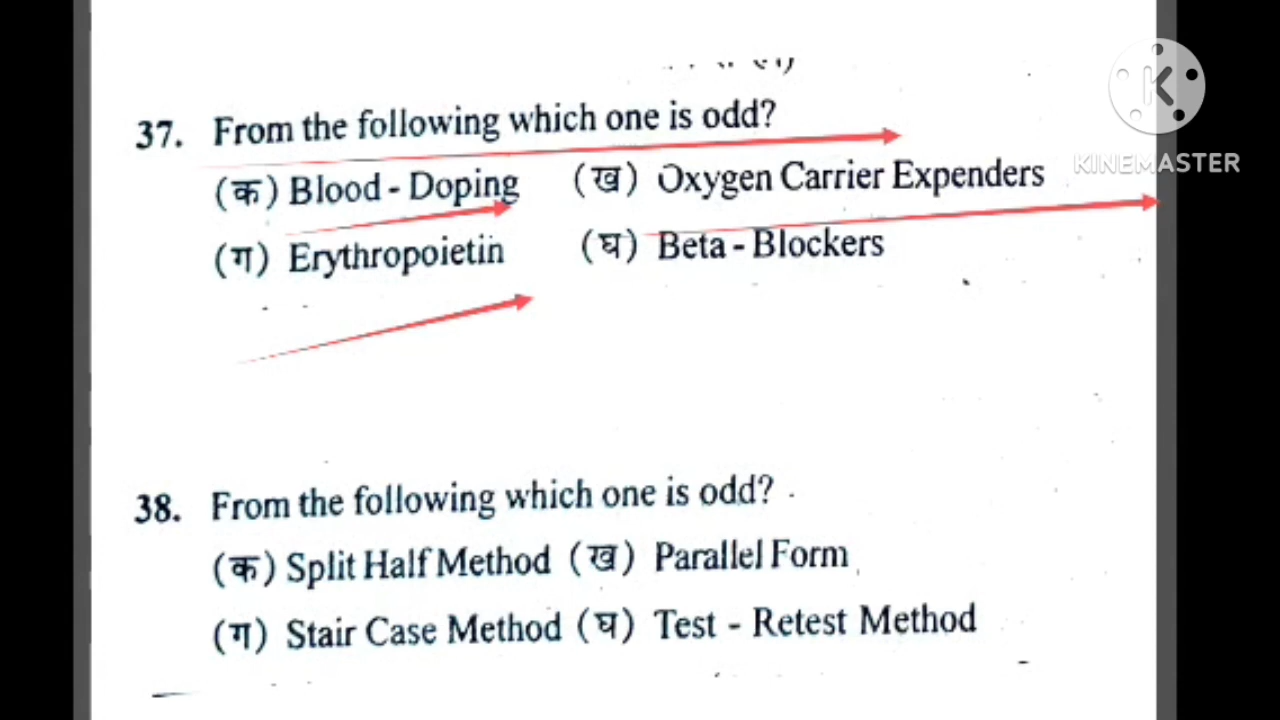 37. From the following which one is odd?
(क) Blood - Doping (ख) Oxygen Carrier Expenders
(ग) Erythropoietin (घ) Beta - Blockers
KINEMASTER
38. From the following which one is odd?
(क) Split Half Method (ख) Parallel Form
(ग) Stair Case Method (घ) Test - Retest Method